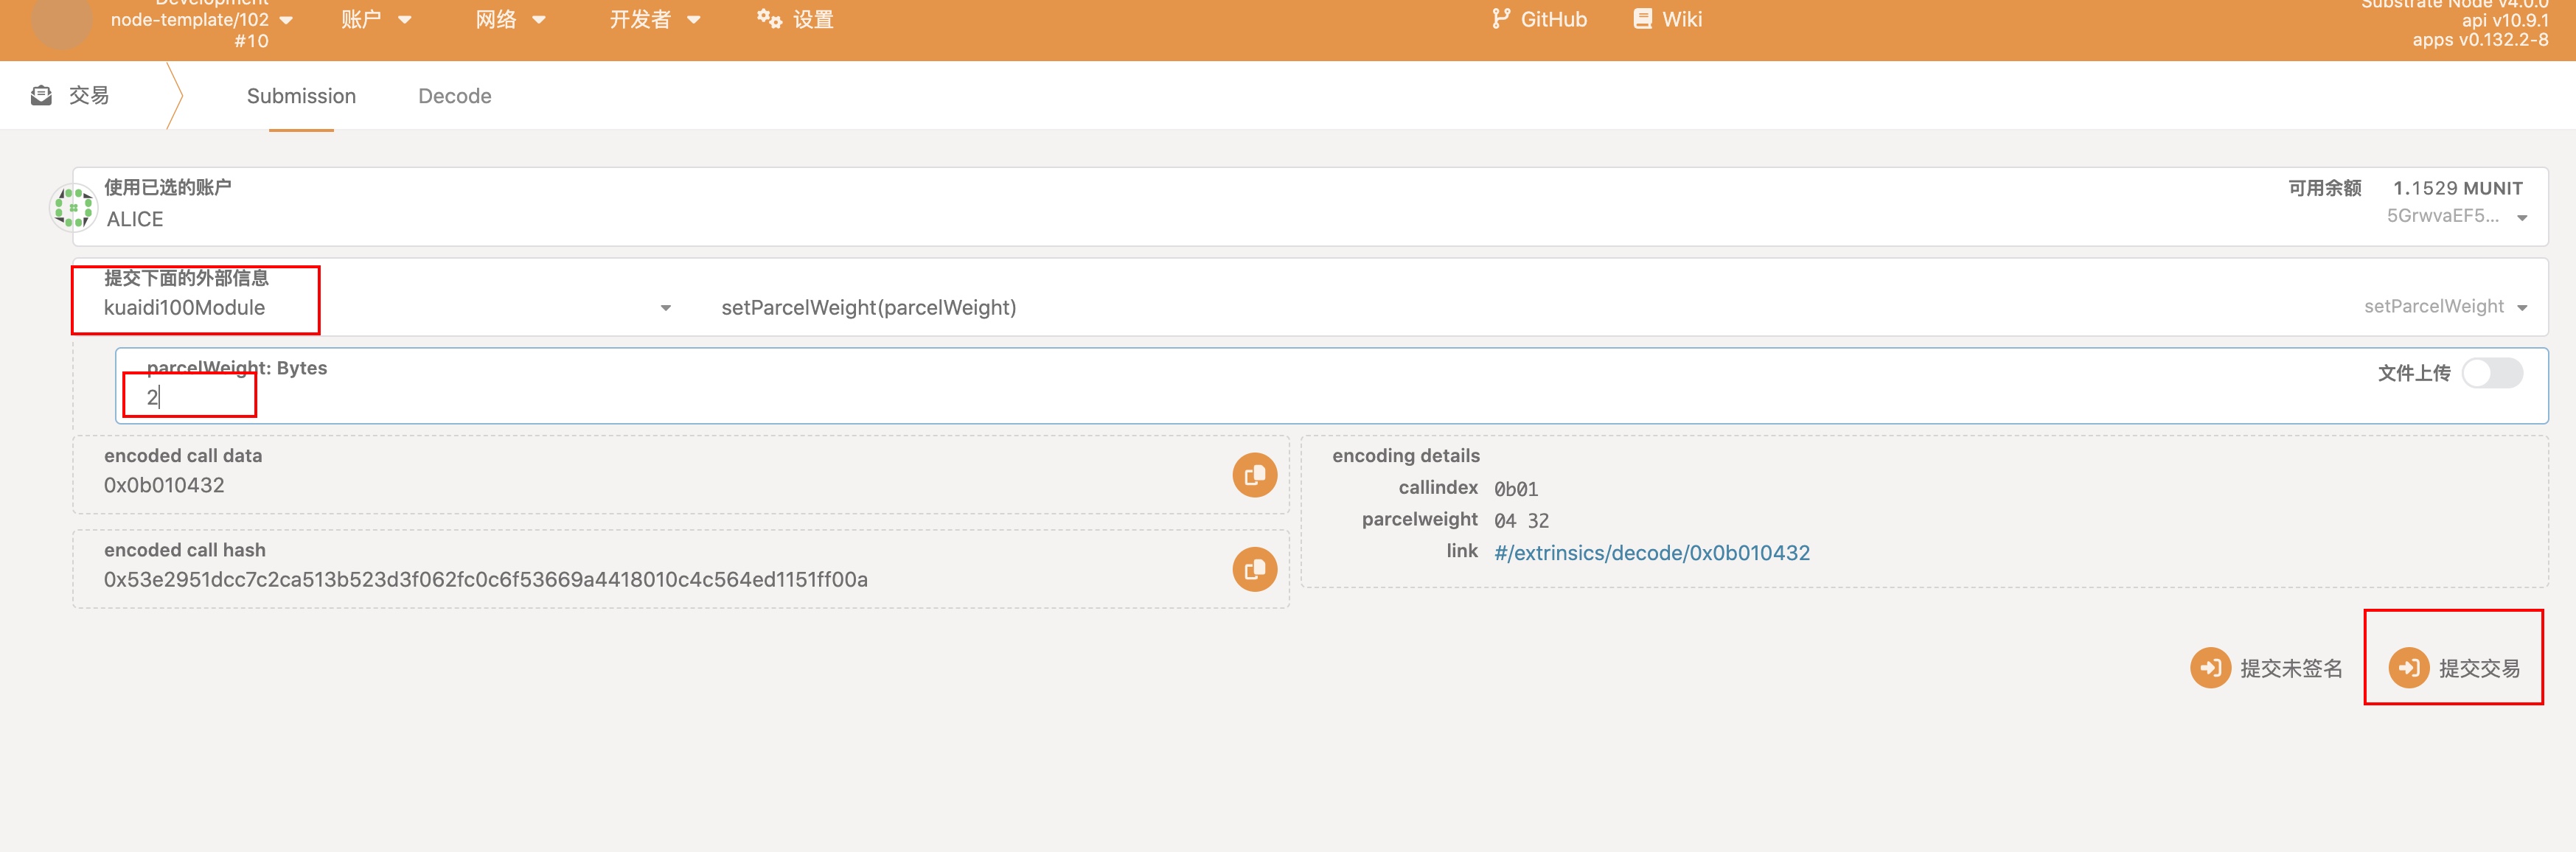 Development
node-template/102
#10
账户
网络
开发者
设置
GitHub
Wiki
Substrate Node v4.0.0
api v10.9.1
apps v0.132.2-8
交易
Submission
Decode
使用已选的账户
ALICE
可用余额 1.1529 MUNIT
5GrwvaEF5...
提交下面的外部信息
kuaidi100Module
setParcelWeight(parcelWeight)
setParcelWeight
parcelWeight: Bytes
2
文件上传
encoded call data
0x0b010432
encoded call hash
0x53e2951dcc7c2ca513b523d3f062fc0c6f53669a4418010c4c564ed1151ff00a
encoding details
callindex 0b01
parcelweight 04 32
link #/extrinsics/decode/0x0b010432
提交未签名
提交交易